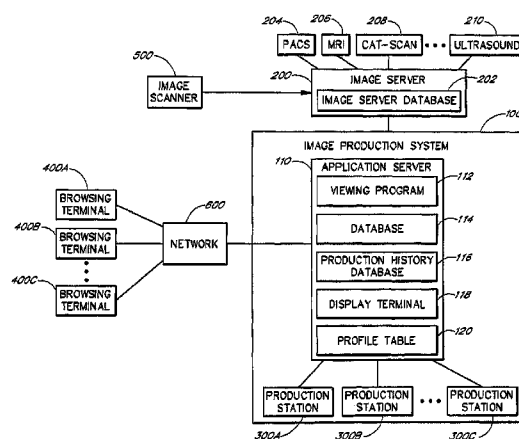 204
206
208
210
PACS
MRI
CAT-SCAN
ULTRASOUND
500
200
202
IMAGE SCANNER
IMAGE SERVER
IMAGE SERVER DATABASE
100
IMAGE PRODUCTION SYSTEM
110
APPLICATION SERVER
112
VIEWING PROGRAM
400A
BROWSING TERMINAL
600
114
DATABASE
400B
BROWSING TERMINAL
NETWORK
116
PRODUCTION HISTORY DATABASE
400C
BROWSING TERMINAL
118
DISPLAY TERMINAL
120
PROFILE TABLE
PRODUCTION STATION
PRODUCTION STATION
PRODUCTION STATION
300A
300B
300C